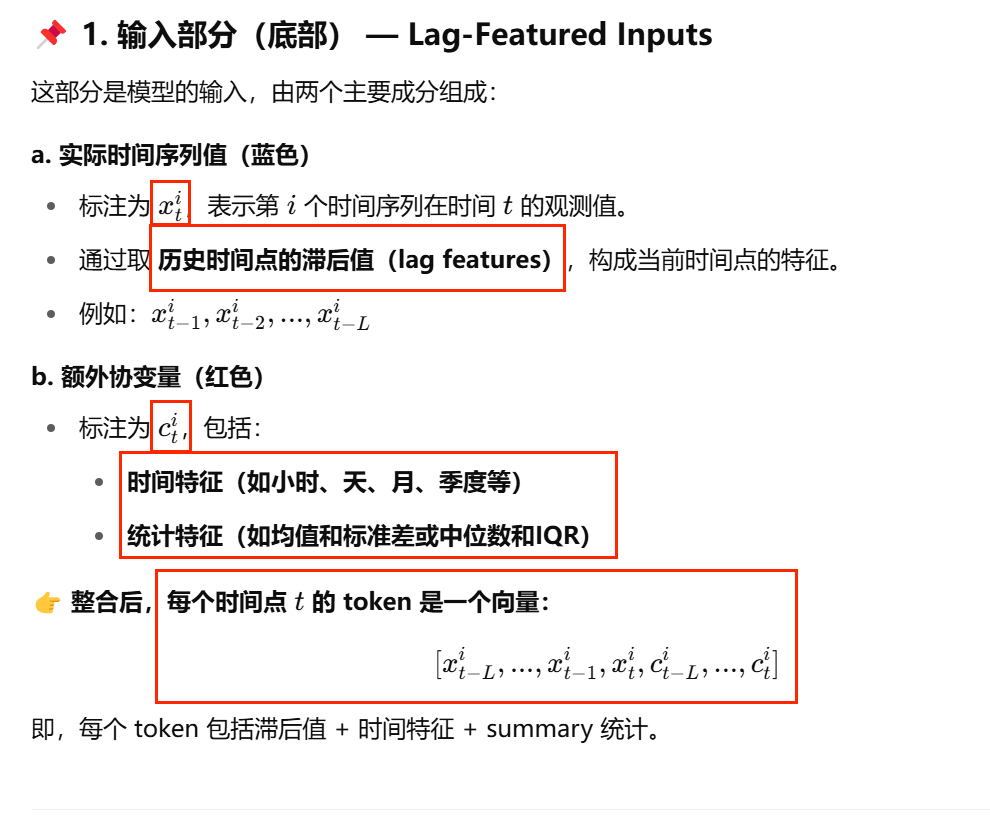 📌 1. 输入部分（底部） — Lag-Featured Inputs
这部分是模型的输入，由两个主要成分组成：
a. 实际时间序列值（蓝色）
• 标注为 $x_t^i$，表示第 $i$ 个时间序列在时间 $t$ 的观测值。
• 通过取 历史时间点的滞后值（lag features），构成当前时间点的特征。
• 例如：$x_{t-1}^i, x_{t-2}^i, ..., x_{t-L}^i$
b. 额外协变量（红色）
• 标注为 $c_t^i$，包括：
• 时间特征（如小时、天、月、季度等）
• 统计特征（如均值和标准差或中位数和IQR）
👉 整合后，每个时间点 $t$ 的 token 是一个向量：
$[x_{t-L}^i, ..., x_{t-1}^i, x_t^i, c_{t-L}^i, ..., c_t^i]$
即，每个 token 包括滞后值 + 时间特征 + summary 统计。